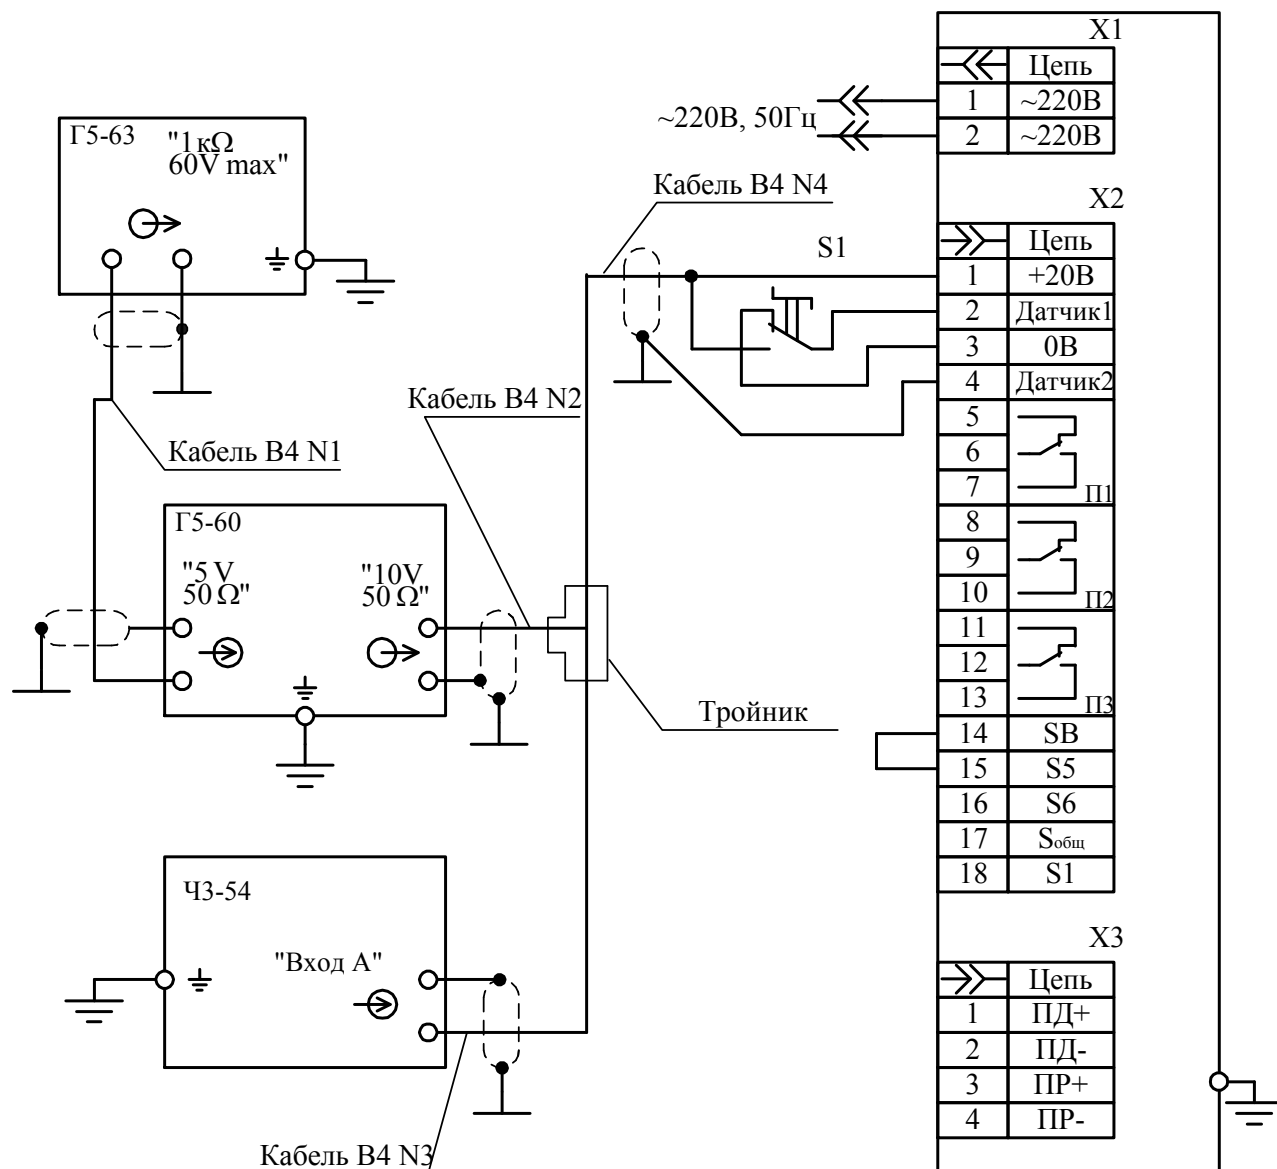 X1
Цепь
1 ~220В
2 ~220В
~220В, 50Гц
Г5-63
"1кΩ
60V max"
Кабель В4 N4
X2
S1
Цепь
1 +20В
2 Датчик1
3 0В
4 Датчик2
5
6
7
П1
8
9
10
П2
11
12
13
П3
14 SB
15 S5
16 S6
17 Sобщ
18 S1
Кабель В4 N2
Кабель В4 N1
Г5-60
"5 V
50 Ω"
"10V
50 Ω"
Тройник
Ч3-54
"Вход А"
X3
Цепь
1 ПД+
2 ПД-
3 ПР+
4 ПР-
Кабель В4 N3